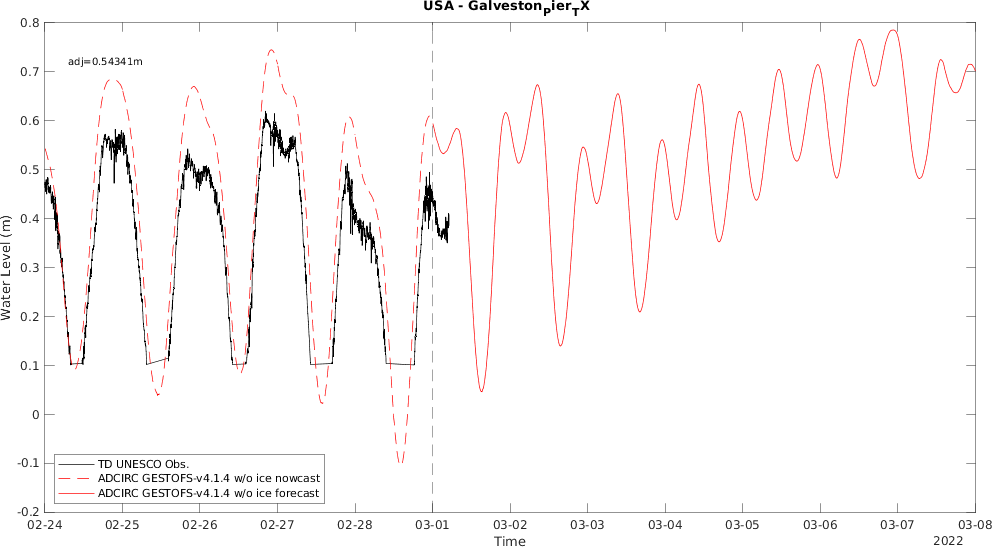 USA - Galveston_Pier_TX
0.8
0.7
0.6
0.5
0.4
0.3
0.2
0.1
0
-0.1
-0.2
Water Level (m)
adj=0.54341m
TD UNESCO Obs.
ADCIRC GESTOFS-v4.1.4 w/o ice nowcast
ADCIRC GESTOFS-v4.1.4 w/o ice forecast
02-24 02-25 02-26 02-27 02-28 03-01 03-02 03-03 03-04 03-05 03-06 03-07 03-08
Time
2022